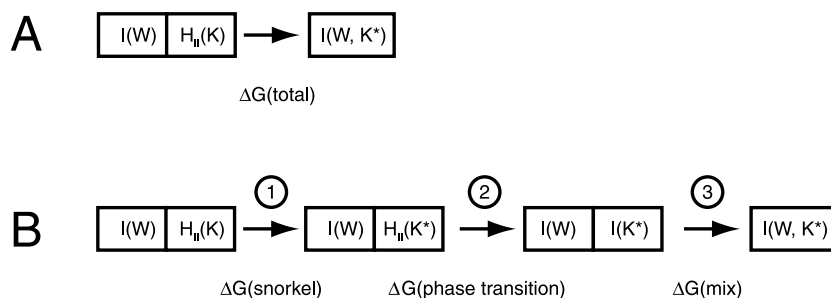 A
I(W) H_II(K) I(W, K*)
ΔG(total)
1 2 3
B
I(W) H_II(K) I(W) H_II(K*) I(W) I(K*) I(W, K*)
ΔG(snorkel) ΔG(phase transition) ΔG(mix)